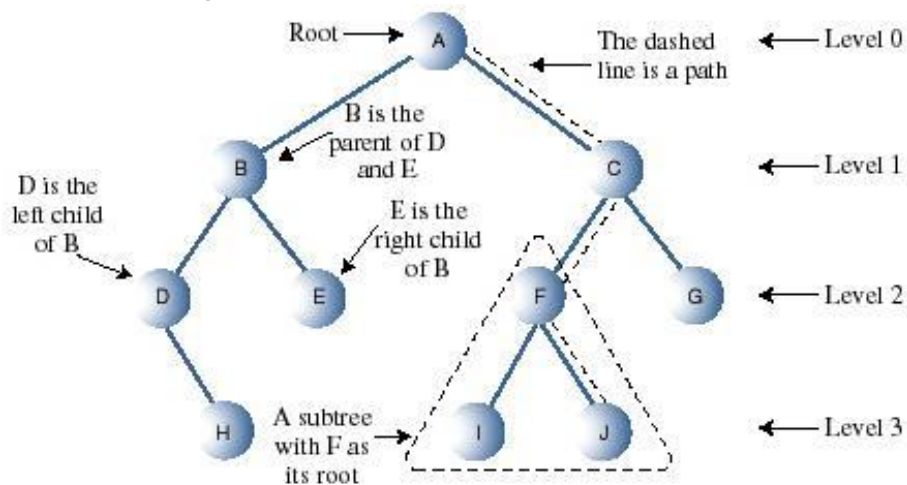 Root
A
The dashed
line is a path
Level 0
B is the
parent of D
and E
B
C
Level 1
D is the
left child
of B
E is the
right child
of B
D
E
F
G
Level 2
A subtree
with F as
its root
H
I
J
Level 3